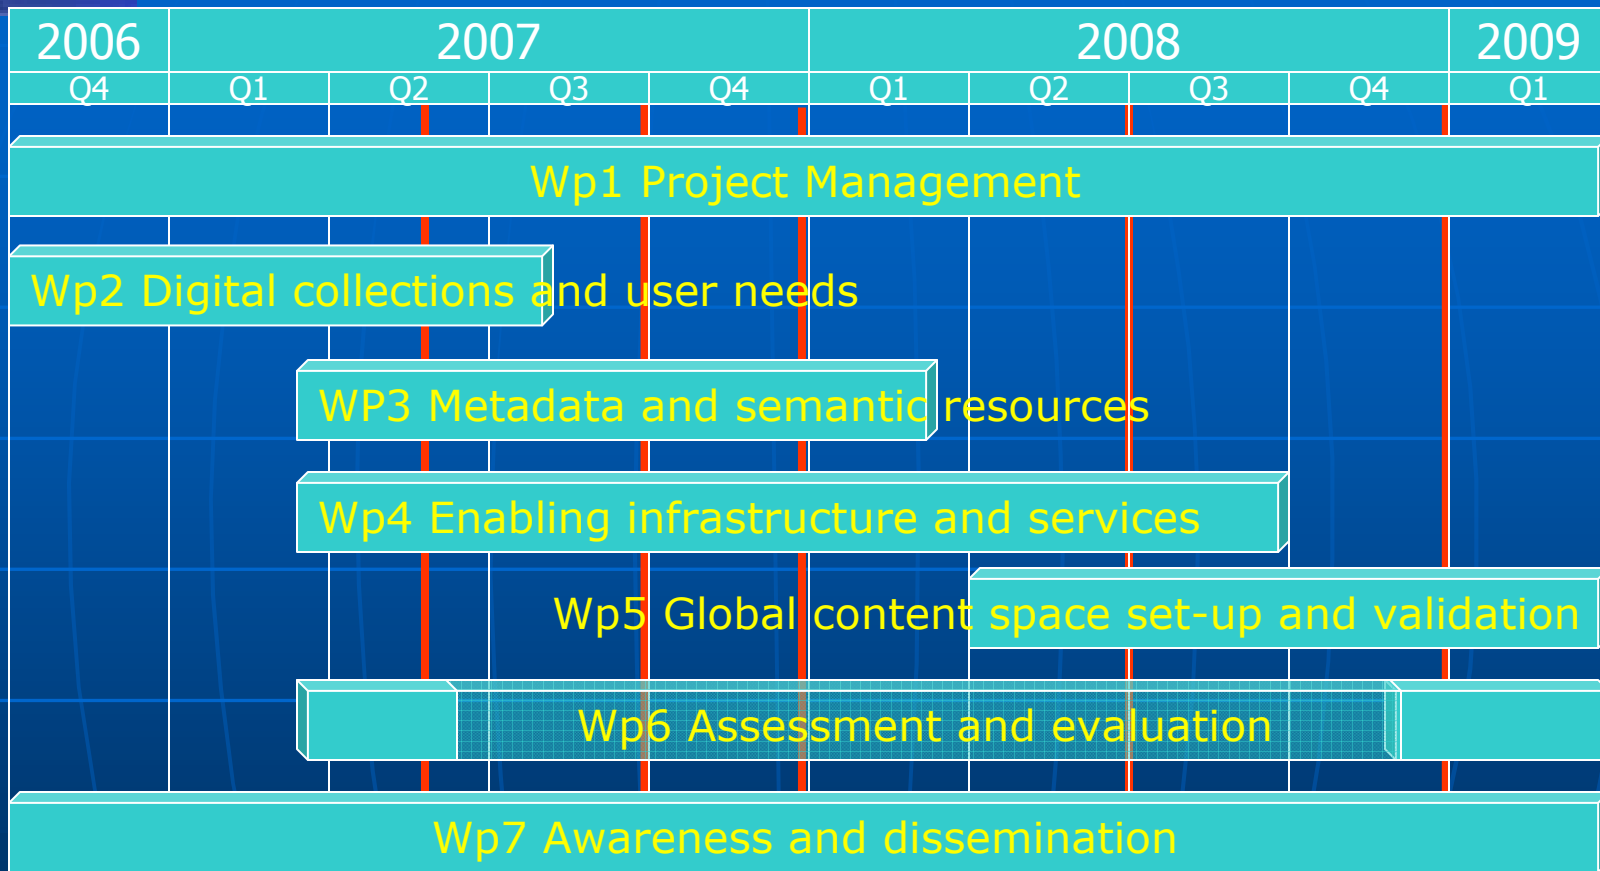 2006 2007 2008 2009
Q4 Q1 Q2 Q3 Q4 Q1 Q2 Q3 Q4 Q1
Wp1 Project Management
Wp2 Digital collections and user needs
WP3 Metadata and semantic resources
Wp4 Enabling infrastructure and services
Wp5 Global content space set-up and validation
Wp6 Assessment and evaluation
Wp7 Awareness and dissemination